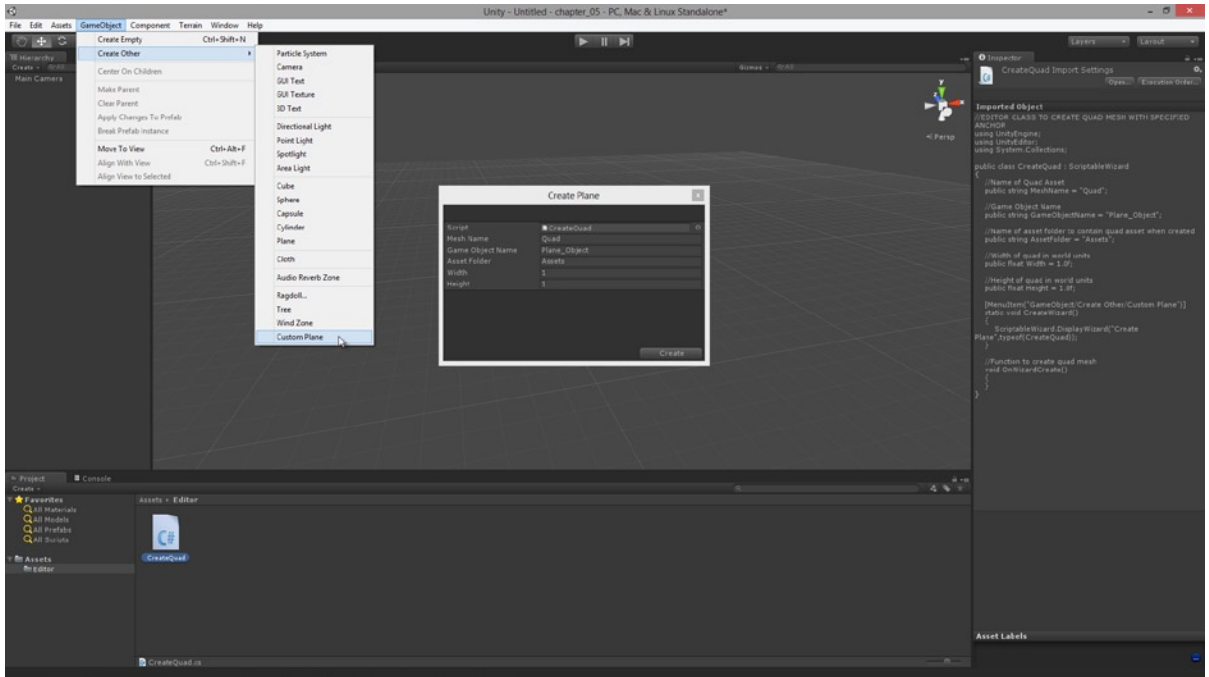 Unity - Untitled - chapter_05 - PC, Mac & Linux Standalone*
File Edit Assets GameObject Component Terrain Window Help
Create Empty Ctrl+Shift+N
Create Other
Center On Children
Make Parent
Clear Parent
Apply Changes To Prefab
Break Prefab Instance
Move To View Ctrl+Alt+F
Align With View Ctrl+Shift+F
Align View to Selected
Particle System
Camera
GUI Text
GUI Texture
3D Text
Directional Light
Point Light
Spotlight
Area Light
Cube
Sphere
Capsule
Cylinder
Plane
Cloth
Audio Reverb Zone
Ragdoll...
Tree
Wind Zone
Custom Plane
Layers
Layout
Hierarchy
Create
Main Camera
Gizmos
y
Persp
Create Plane
Script CreateQuad
Mesh Name Quad
Game Object Name Plane_Object
Asset Folder Assets
Width 1
Height 1
Create
Inspector
CreateQuad Import Settings
Open... Execution Order...
Imported Object
//EDITOR CLASS TO CREATE QUAD MESH WITH SPECIFIED
ANCHOR
using UnityEngine;
using UnityEditor;
using System.Collections;
public class CreateQuad : ScriptableWizard
{
//Name of Quad Asset
public string MeshName = "Quad";
//Game Object Name
public string GameObjectName = "Plane_Object";
//Name of asset folder to contain quad asset when created
public string AssetFolder = "Assets";
//Width of quad in world units
public float Width = 1.0f;
//Height of quad in world units
public float Height = 1.0f;
[MenuItem("GameObject/Create Other/Custom Plane")]
static void CreateWizard()
{
ScriptableWizard.DisplayWizard("Create
Plane",typeof(CreateQuad));
}
//Function to create quad mesh
void OnWizardCreate()
{
}
}
Project Console
Create
Favorites
All Materials
All Models
All Prefabs
All Scripts
Assets
Editor
Assets Editor
C#
CreateQuad
CreateQuad.cs
Asset Labels